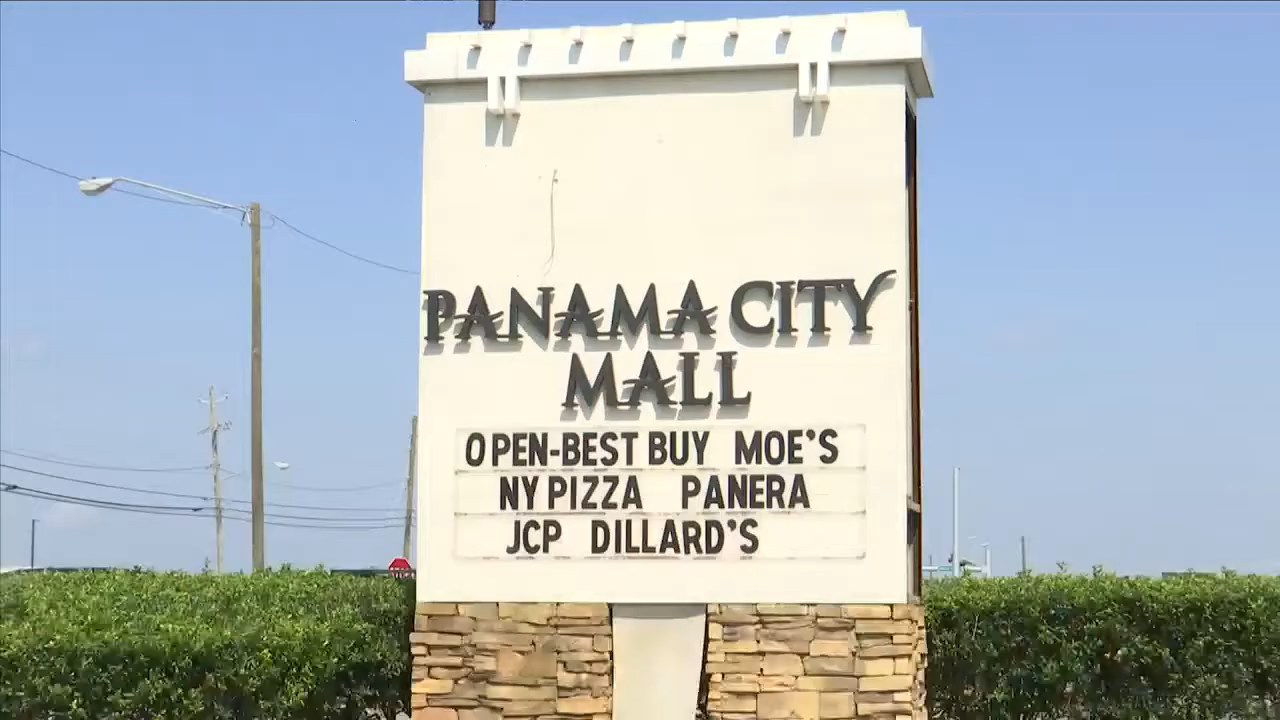 PANAMA CITY
MALL
OPEN-BEST BUY MOE'S
NY PIZZA PANERA
JCP DILLARD'S